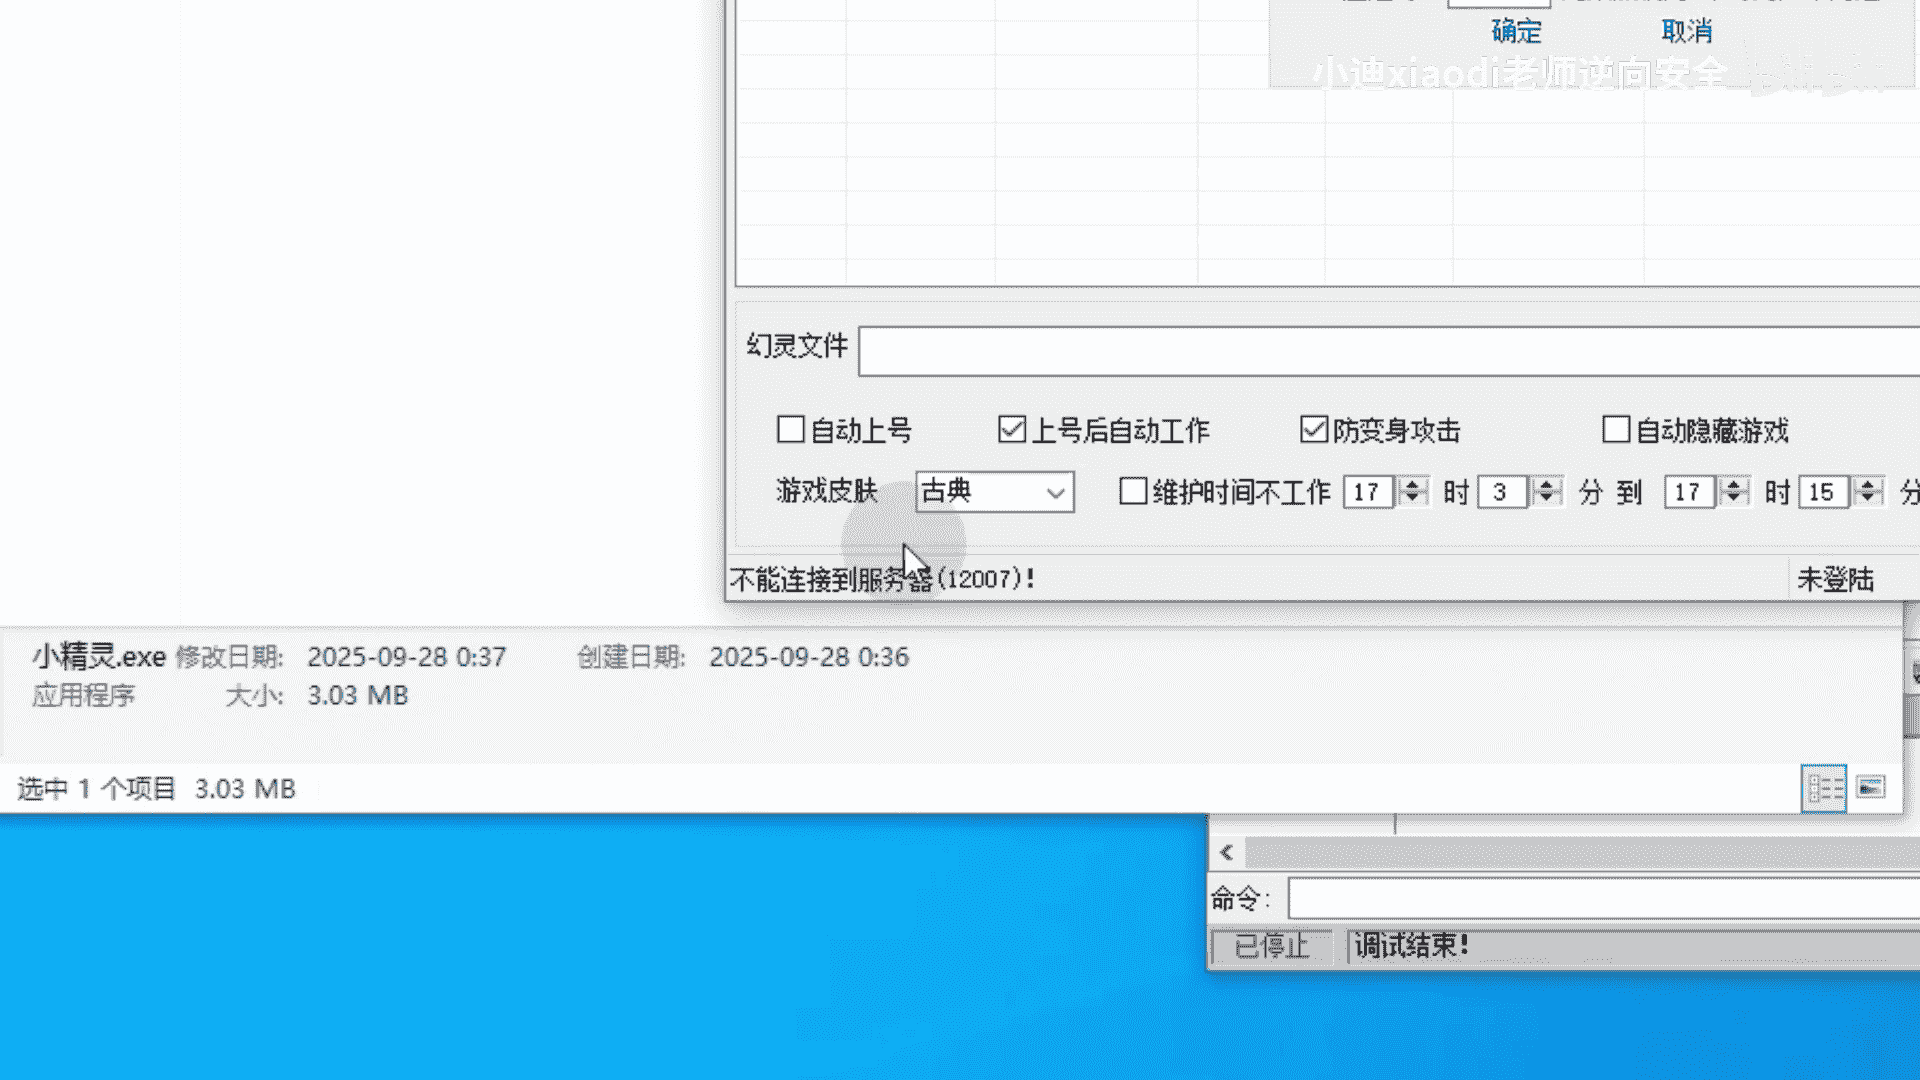 确定 取消
小迪xiaodi老师逆向安全
幻灵文件
自动上号 上号后自动工作 防变身攻击 自动隐藏游戏
游戏皮肤 古典 维护时间不工作 17 时 3 分 到 17 时 15 分
不能连接到服务器(12007)! 未登陆
小精灵.exe 修改日期: 2025-09-28 0:37 创建日期: 2025-09-28 0:36
应用程序 大小: 3.03 MB
选中 1 个项目 3.03 MB
命令:
已停止 调试结束!